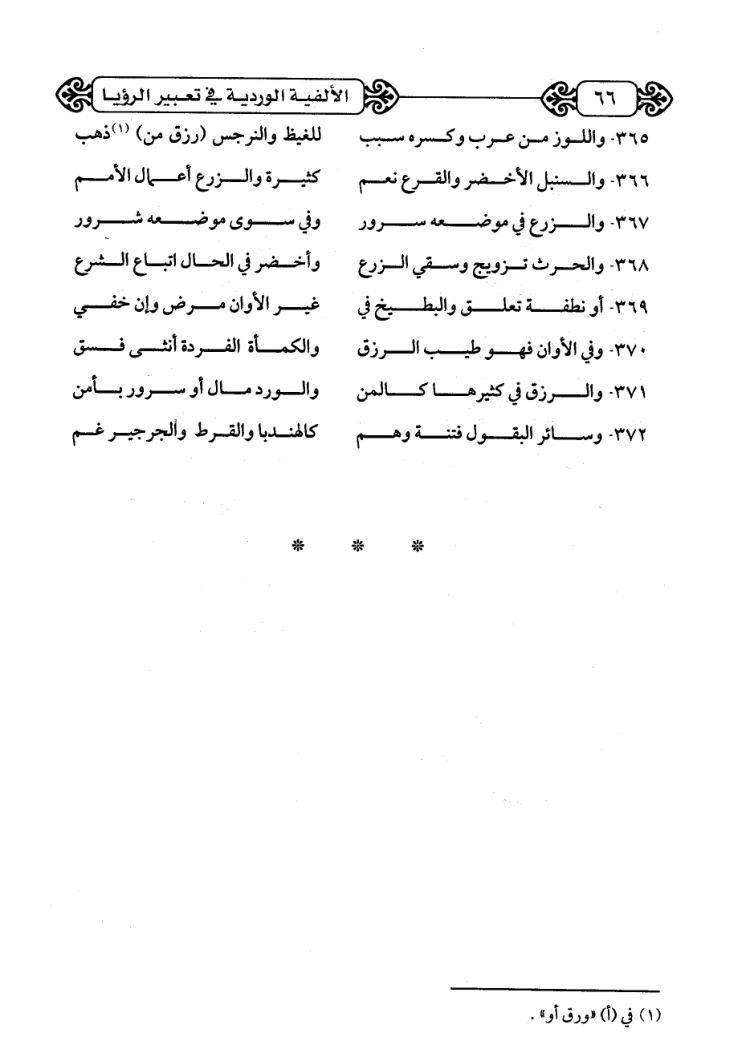 ٦٦ الألفية الوردية في تعبير الرؤيا
٣٦٥- واللوز من عرب وكسره سبب للغيظ والنرجس (رزق من) (١) ذهب
٣٦٦- والسنبل الأخضر والقرع نعم كثيرة والزرع أعمال الأمم
٣٦٧- والزرع في موضعه سرور وفي سوى موضعه شرور
٣٦٨- والحرث تزويج وسقي الزرع وأخضر في الحال اتباع الشرع
٣٦٩- أو نطفة تعلق والبطيخ في غير الأوان مرض وإن خفي
٣٧٠- وفي الأوان فهو طيب الرزق والكمأة الفردة أنثى فسق
٣٧١- والرزق في كثيرها كالمن والورد مال أو سرور بأمن
٣٧٢- وسائر البقول فتنة وهم كالهندبا والقرط والجرجير غم
* * *
(١) في (أ) «ورق أو» .